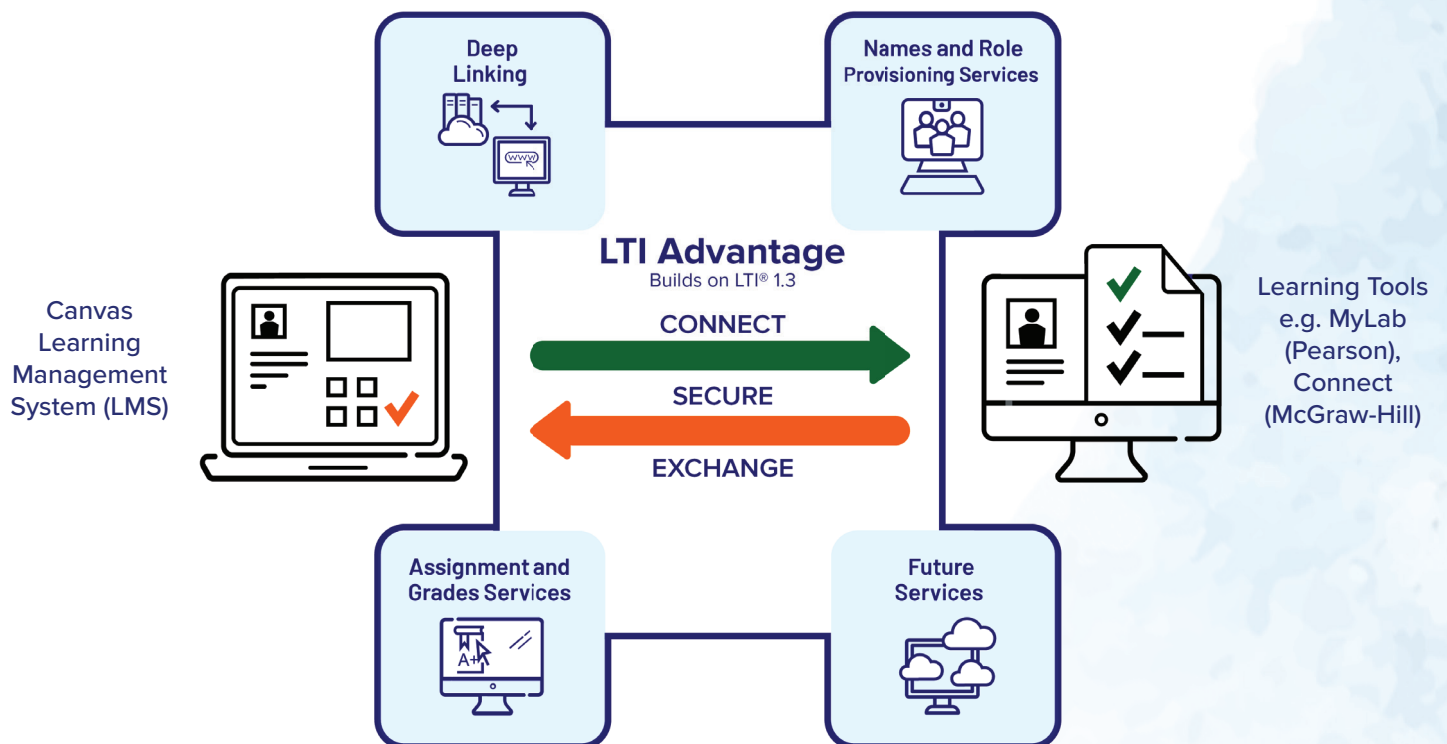 Deep
Linking
www
Names and Role
Provisioning Services
LTI Advantage
Builds on LTI® 1.3
CONNECT
SECURE
EXCHANGE
Canvas
Learning
Management
System (LMS)
Learning Tools
e.g. MyLab
(Pearson),
Connect
(McGraw-Hill)
Assignment and
Grades Services
A+
Future
Services